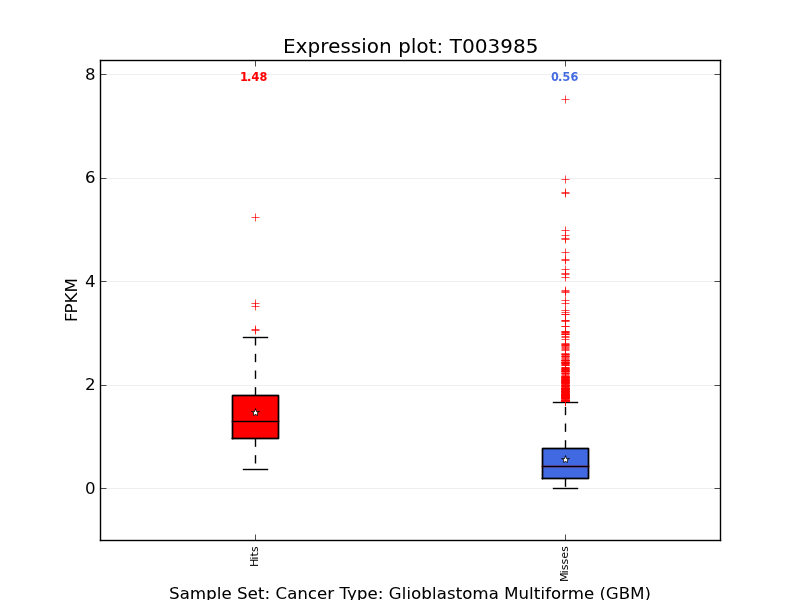 Expression plot: T003985
1.48 0.56
8
6
4
2
0
FPKM
Hits Misses
Sample Set: Cancer Type: Glioblastoma Multiforme (GBM)